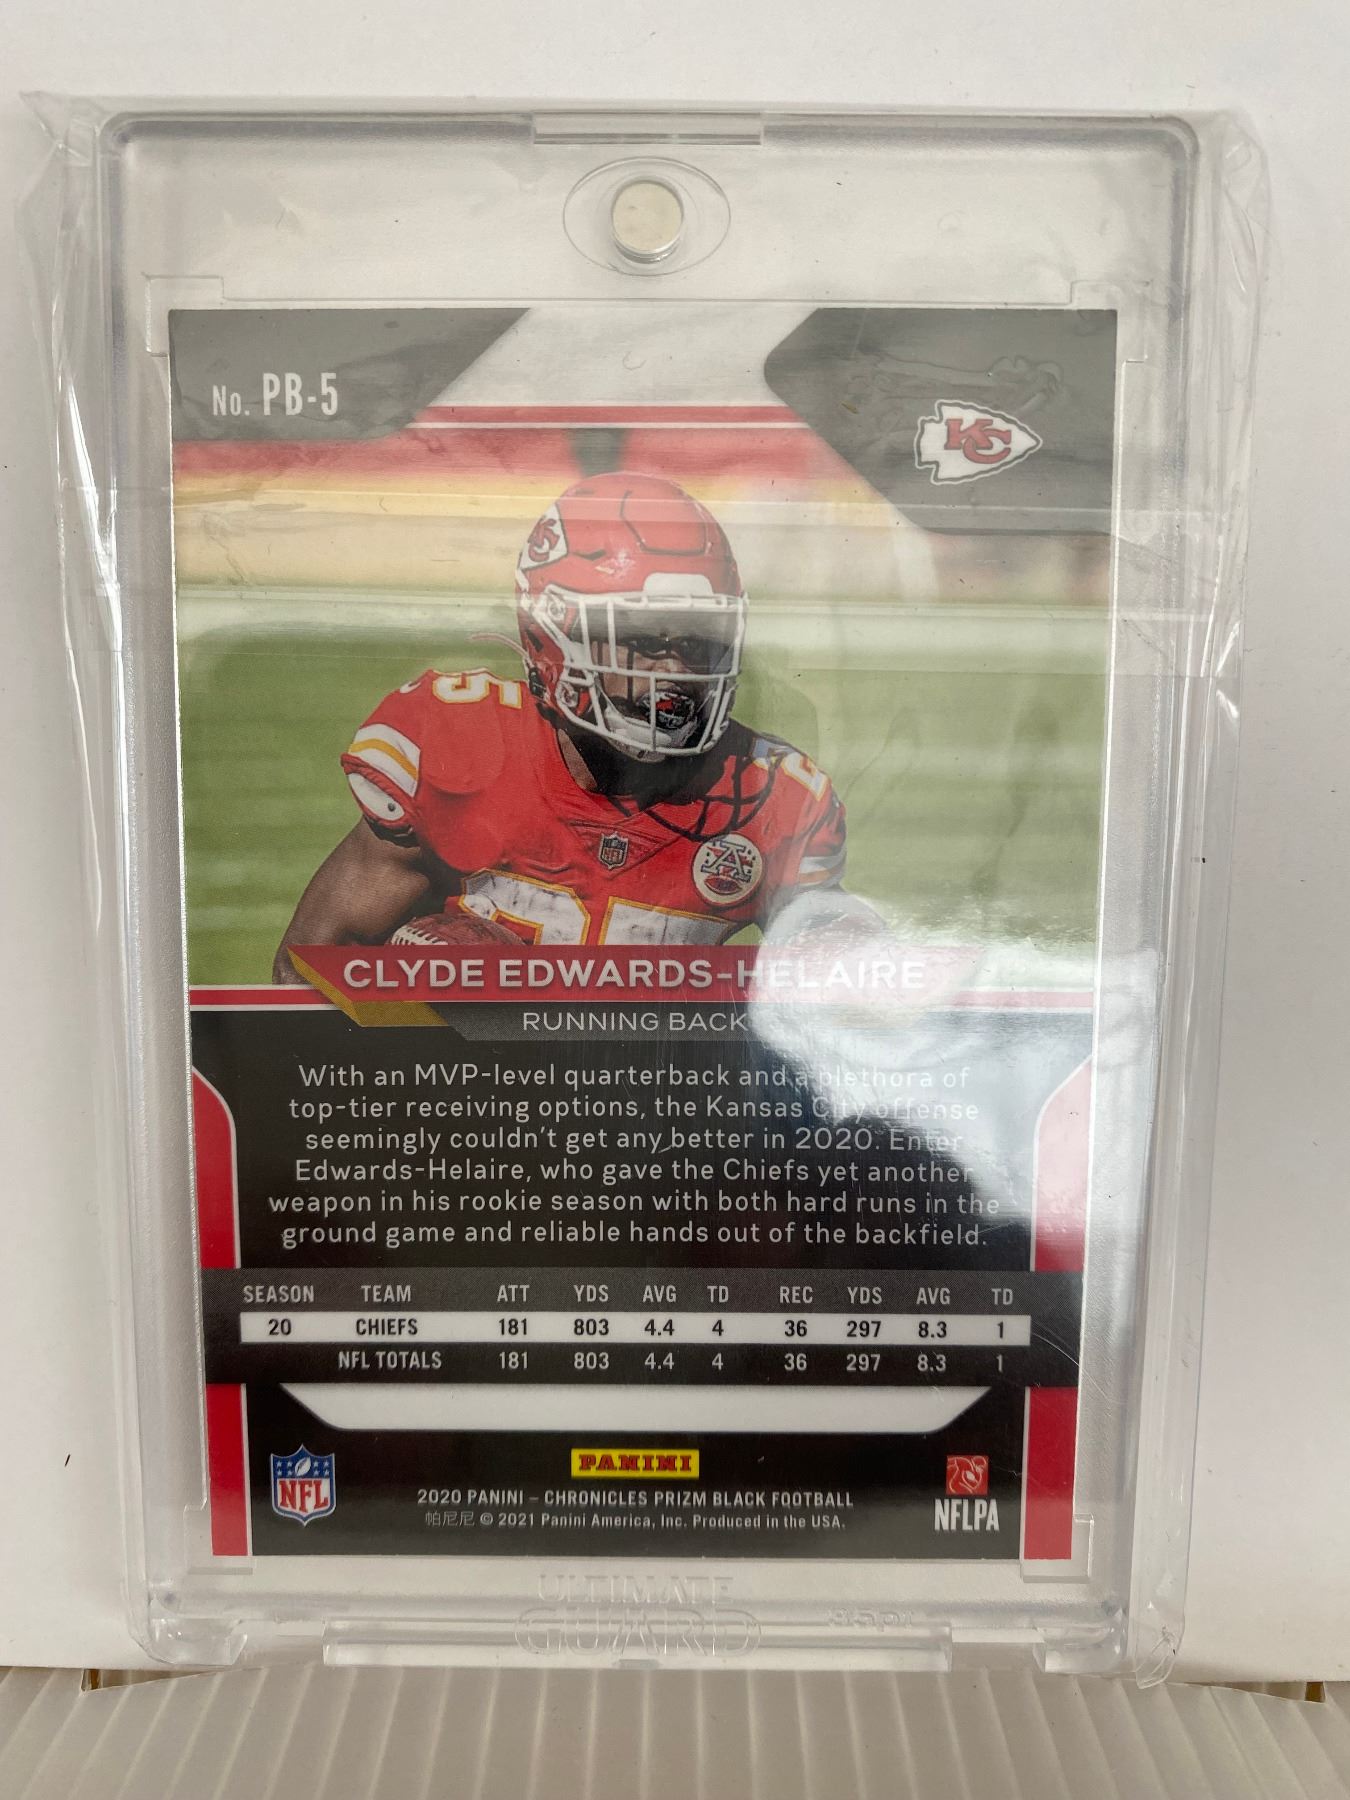 No. PB-5
KC
KC
25
25
CLYDE EDWARDS-HELAIRE
RUNNING BACK
With an MVP-level quarterback and a plethora of
top-tier receiving options, the Kansas City offense
seemingly couldn't get any better in 2020. Enter
Edwards-Helaire, who gave the Chiefs yet another
weapon in his rookie season with both hard runs in the
ground game and reliable hands out of the backfield.
SEASON TEAM ATT YDS AVG TD REC YDS AVG TD
20 CHIEFS 181 803 4.4 4 36 297 8.3 1
NFL TOTALS 181 803 4.4 4 36 297 8.3 1
PANINI
NFL
2020 PANINI – CHRONICLES PRIZM BLACK FOOTBALL
帕尼尼 © 2021 Panini America, Inc. Produced in the USA.
NFLPA
ULTIMATE
GUARD